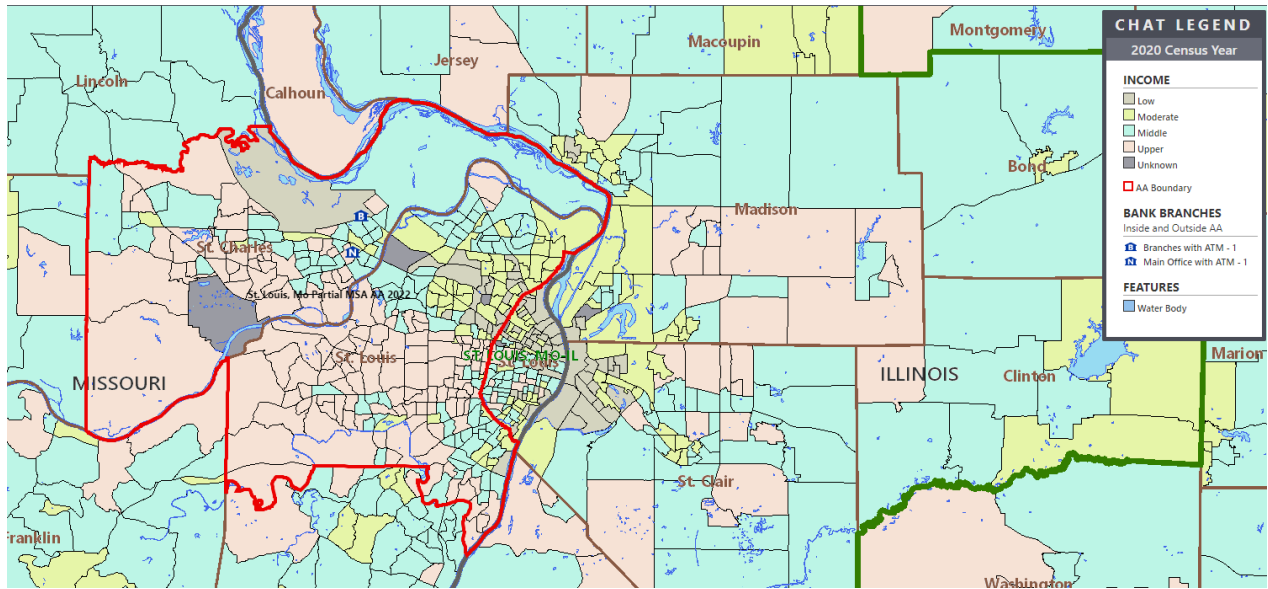 Lincoln
Calhoun
Jersey
Macoupin
Montgomery
Bond
Madison
St. Charles
St. Louis, Mo Partial MSA AA 2022
St. Louis
ST. LOUIS, MO-IL
St. Louis
MISSOURI
ILLINOIS
Clinton
Marion
St. Clair
Franklin
Washington
CHAT LEGEND
2020 Census Year
INCOME
Low
Moderate
Middle
Upper
Unknown
AA Boundary
BANK BRANCHES
Inside and Outside AA
B Branches with ATM - 1
N Main Office with ATM - 1
FEATURES
Water Body
B
N